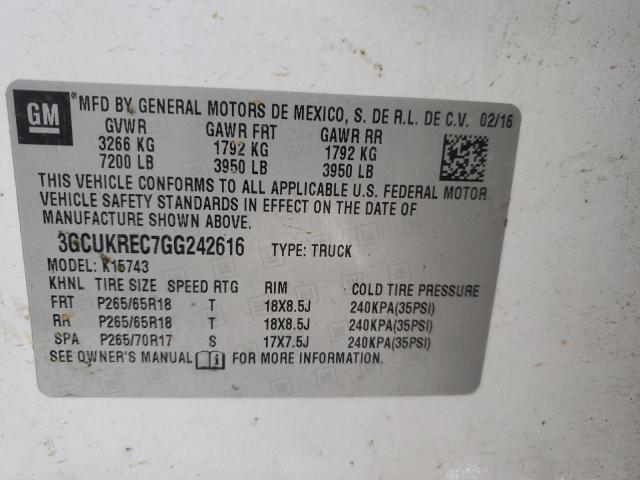 GM ® MFD BY GENERAL MOTORS DE MEXICO, S. DE R.L. DE C.V. 02/16
GVWR GAWR FRT GAWR RR
3266 KG 1792 KG 1792 KG
7200 LB 3950 LB 3950 LB
THIS VEHICLE CONFORMS TO ALL APPLICABLE U.S. FEDERAL MOTOR
VEHICLE SAFETY STANDARDS IN EFFECT ON THE DATE OF
MANUFACTURE SHOWN ABOVE.
3GCUKREC7GG242616 TYPE: TRUCK
MODEL: K15743
KHNL TIRE SIZE SPEED RTG RIM COLD TIRE PRESSURE
FRT P265/65R18 T 18X8.5J 240KPA(35PSI)
RR P265/65R18 T 18X8.5J 240KPA(35PSI)
SPA P265/70R17 S 17X7.5J 240KPA(35PSI)
SEE OWNER'S MANUAL FOR MORE INFORMATION.